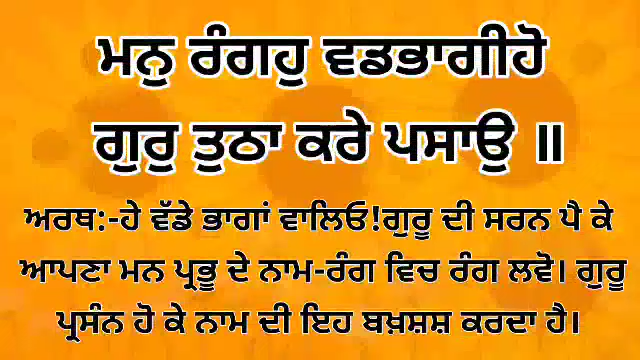 ਮਨੁ ਰੰਗਹੁ ਵਡਭਾਗੀਹੋ
ਗੁਰੁ ਤੁਠਾ ਕਰੇ ਪਸਾਉ ॥
ਅਰਥ:-ਹੇ ਵੱਡੇ ਭਾਗਾਂ ਵਾਲਿਓ!ਗੁਰੂ ਦੀ ਸਰਨ ਪੈ ਕੇ
ਆਪਣਾ ਮਨ ਪ੍ਰਭੂ ਦੇ ਨਾਮ-ਰੰਗ ਵਿਚ ਰੰਗ ਲਵੋ। ਗੁਰੂ
ਪ੍ਰਸੰਨ ਹੋ ਕੇ ਨਾਮ ਦੀ ਇਹ ਬਖ਼ਸ਼ਸ਼ ਕਰਦਾ ਹੈ।